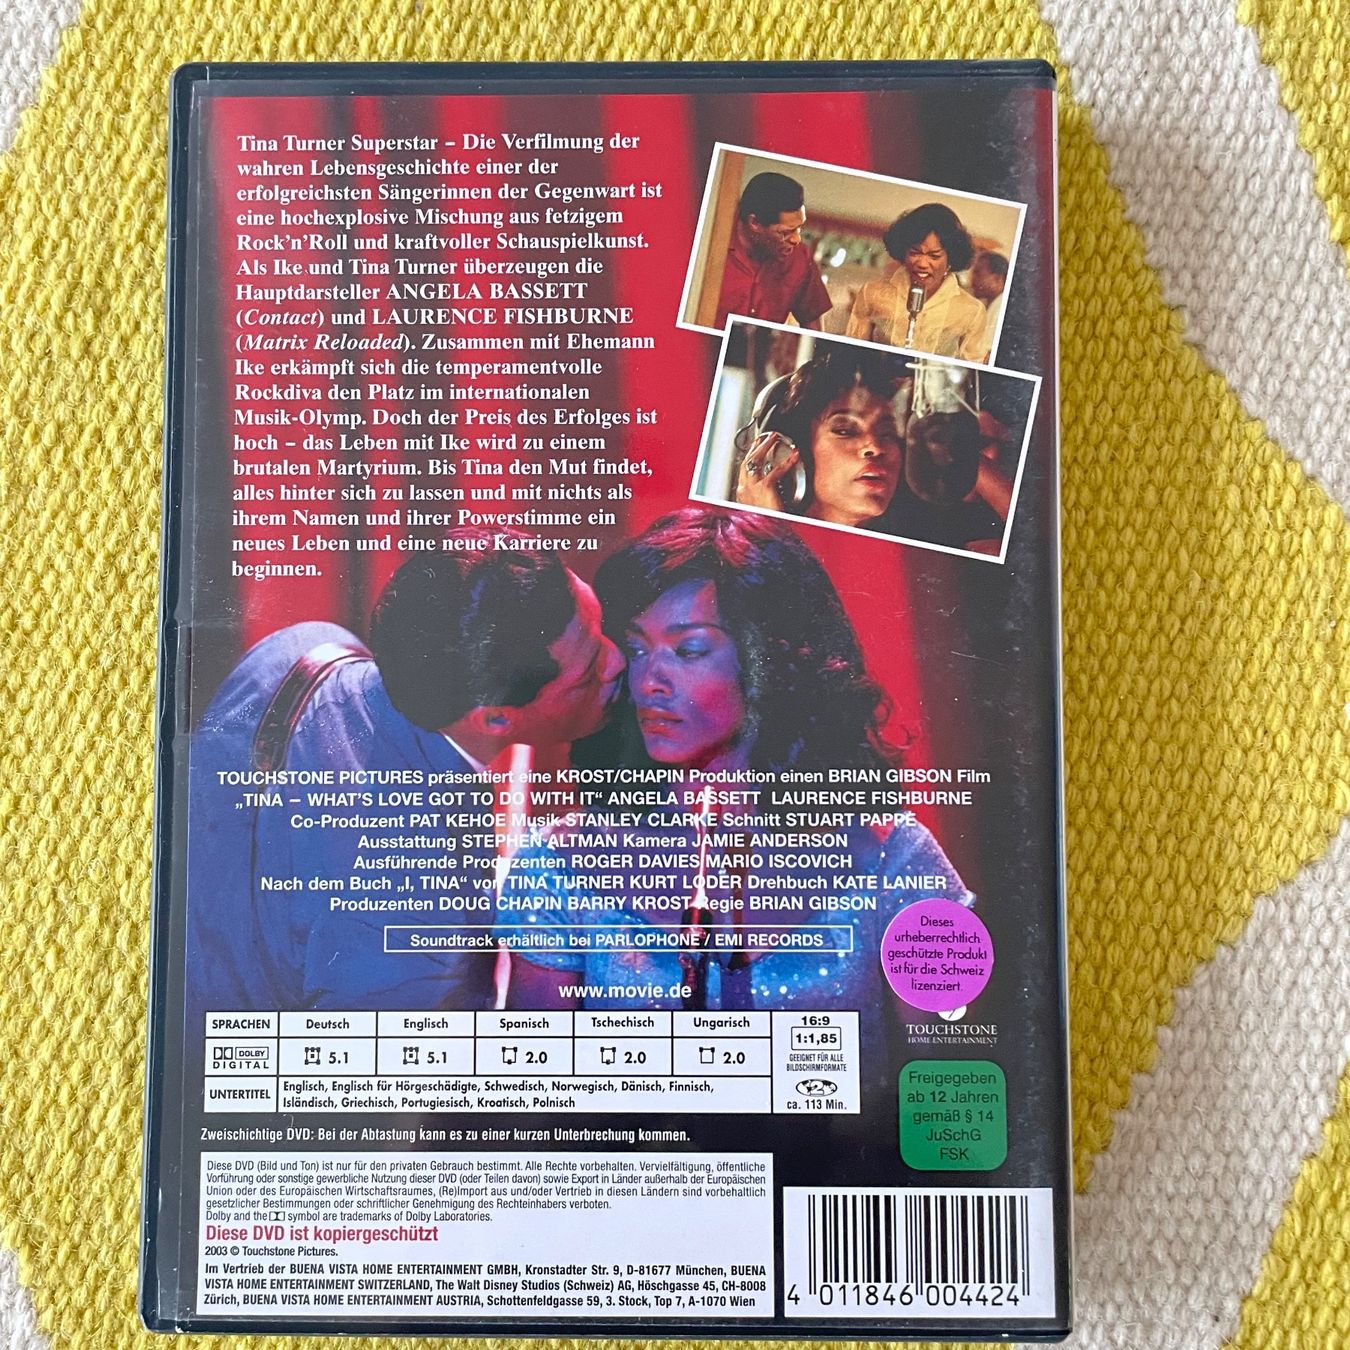 Tina Turner Superstar – Die Verfilmung der
wahren Lebensgeschichte einer der
erfolgreichsten Sängerinnen der Gegenwart ist
eine hochexplosive Mischung aus fetzigem
Rock'n'Roll und kraftvoller Schauspielkunst.
Als Ike und Tina Turner überzeugen die
Hauptdarsteller ANGELA BASSETT
(Contact) und LAURENCE FISHBURNE
(Matrix Reloaded). Zusammen mit Ehemann
Ike erkämpft sich die temperamentvolle
Rockdiva den Platz im internationalen
Musik-Olymp. Doch der Preis des Erfolges ist
hoch – das Leben mit Ike wird zu einem
brutalen Martyrium. Bis Tina den Mut findet,
alles hinter sich zu lassen und mit nichts als
ihrem Namen und ihrer Powerstimme ein
neues Leben und eine neue Karriere zu
beginnen.
TOUCHSTONE PICTURES präsentiert eine KROST/CHAPIN Produktion einen BRIAN GIBSON Film
„TINA – WHAT'S LOVE GOT TO DO WITH IT“ ANGELA BASSETT LAURENCE FISHBURNE
Co-Produzent PAT KEHOE Musik STANLEY CLARKE Schnitt STUART PAPPÉ
Ausstattung STEPHEN ALTMAN Kamera JAMIE ANDERSON
Ausführende Produzenten ROGER DAVIES MARIO ISCOVICH
Nach dem Buch „I, TINA“ von TINA TURNER KURT LODER Drehbuch KATE LANIER
Produzenten DOUG CHAPIN BARRY KROST Regie BRIAN GIBSON
Soundtrack erhältlich bei PARLOPHONE / EMI RECORDS
www.movie.de
Dieses
urheberrechtlich
geschützte Produkt
ist für die Schweiz
lizenziert.
TOUCHSTONE
HOME ENTERTAINMENT
SPRACHEN Deutsch Englisch Spanisch Tschechisch Ungarisch
DOLBY DIGITAL 5.1 5.1 2.0 2.0 2.0
UNTERTITEL Englisch, Englisch für Hörgeschädigte, Schwedisch, Norwegisch, Dänisch, Finnisch,
Isländisch, Griechisch, Portugiesisch, Kroatisch, Polnisch
16:9
1:1,85
GEEIGNET FÜR ALLE
BILDSCHIRMFORMATE
2
ca. 113 Min.
Freigegeben
ab 12 Jahren
gemäß § 14
JuSchG
FSK
Zweischichtige DVD: Bei der Abtastung kann es zu einer kurzen Unterbrechung kommen.
Diese DVD (Bild und Ton) ist nur für den privaten Gebrauch bestimmt. Alle Rechte vorbehalten. Vervielfältigung, öffentliche
Vorführung oder sonstige gewerbliche Nutzung dieser DVD (oder Teilen davon) sowie Export in Länder außerhalb der Europäischen
Union oder des Europäischen Wirtschaftsraumes, (Re)Import aus und/oder Vertrieb in diesen Ländern sind vorbehaltlich
gesetzlicher Bestimmungen oder schriftlicher Genehmigung des Rechteinhabers verboten.
Dolby and the symbol are trademarks of Dolby Laboratories.
Diese DVD ist kopiergeschützt
2003 © Touchstone Pictures.
Im Vertrieb der BUENA VISTA HOME ENTERTAINMENT GMBH, Kronstadter Str. 9, D-81677 München, BUENA
VISTA HOME ENTERTAINMENT SWITZERLAND, The Walt Disney Studios (Schweiz) AG, Höschgasse 45, CH-8008
Zürich, BUENA VISTA HOME ENTERTAINMENT AUSTRIA, Schottenfeldgasse 59, 3. Stock, Top 7, A-1070 Wien
4 011846 004424